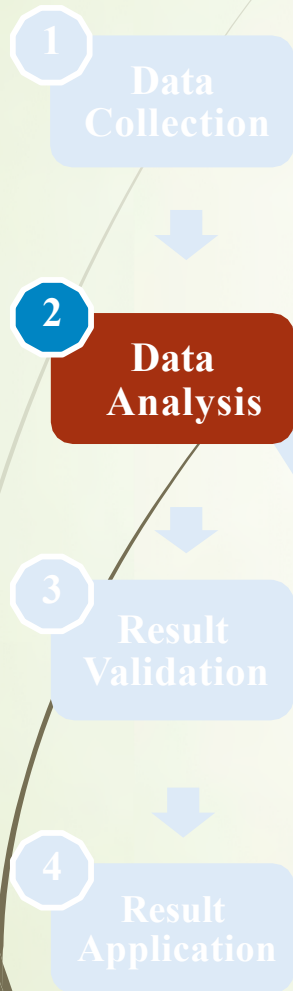 1
Data
Collection
2
Data
Analysis
3
Result
Validation
4
Result
Application